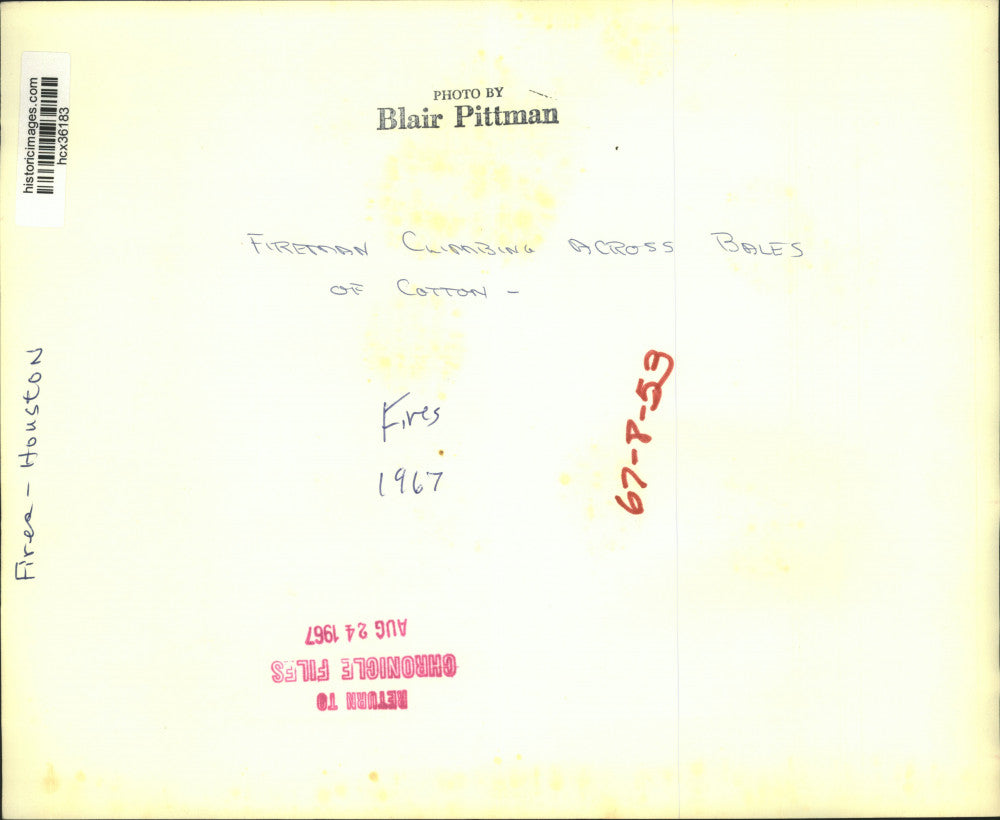 historicimages.com
hcx36183
PHOTO BY
Blair Pittman
FIREMAN CLIMBING ACROSS BALES
OF COTTON -
Fires - Houston
Fires
1967
67-8-53
RETURN TO
CHRONICLE FILES
AUG 24 1967